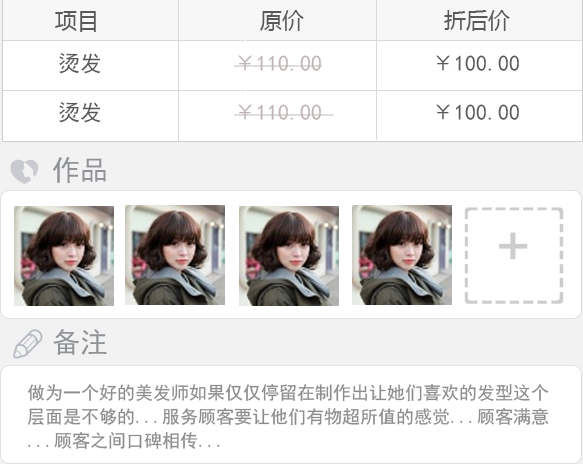 项目 原价 折后价
烫发 ￥110.00 ￥100.00
烫发 ￥110.00 ￥100.00
作品
备注
做为一个好的美发师如果仅仅停留在制作出让她们喜欢的发型这个
层面是不够的...服务顾客要让他们有物超所值的感觉...顾客满意
...顾客之间口碑相传...